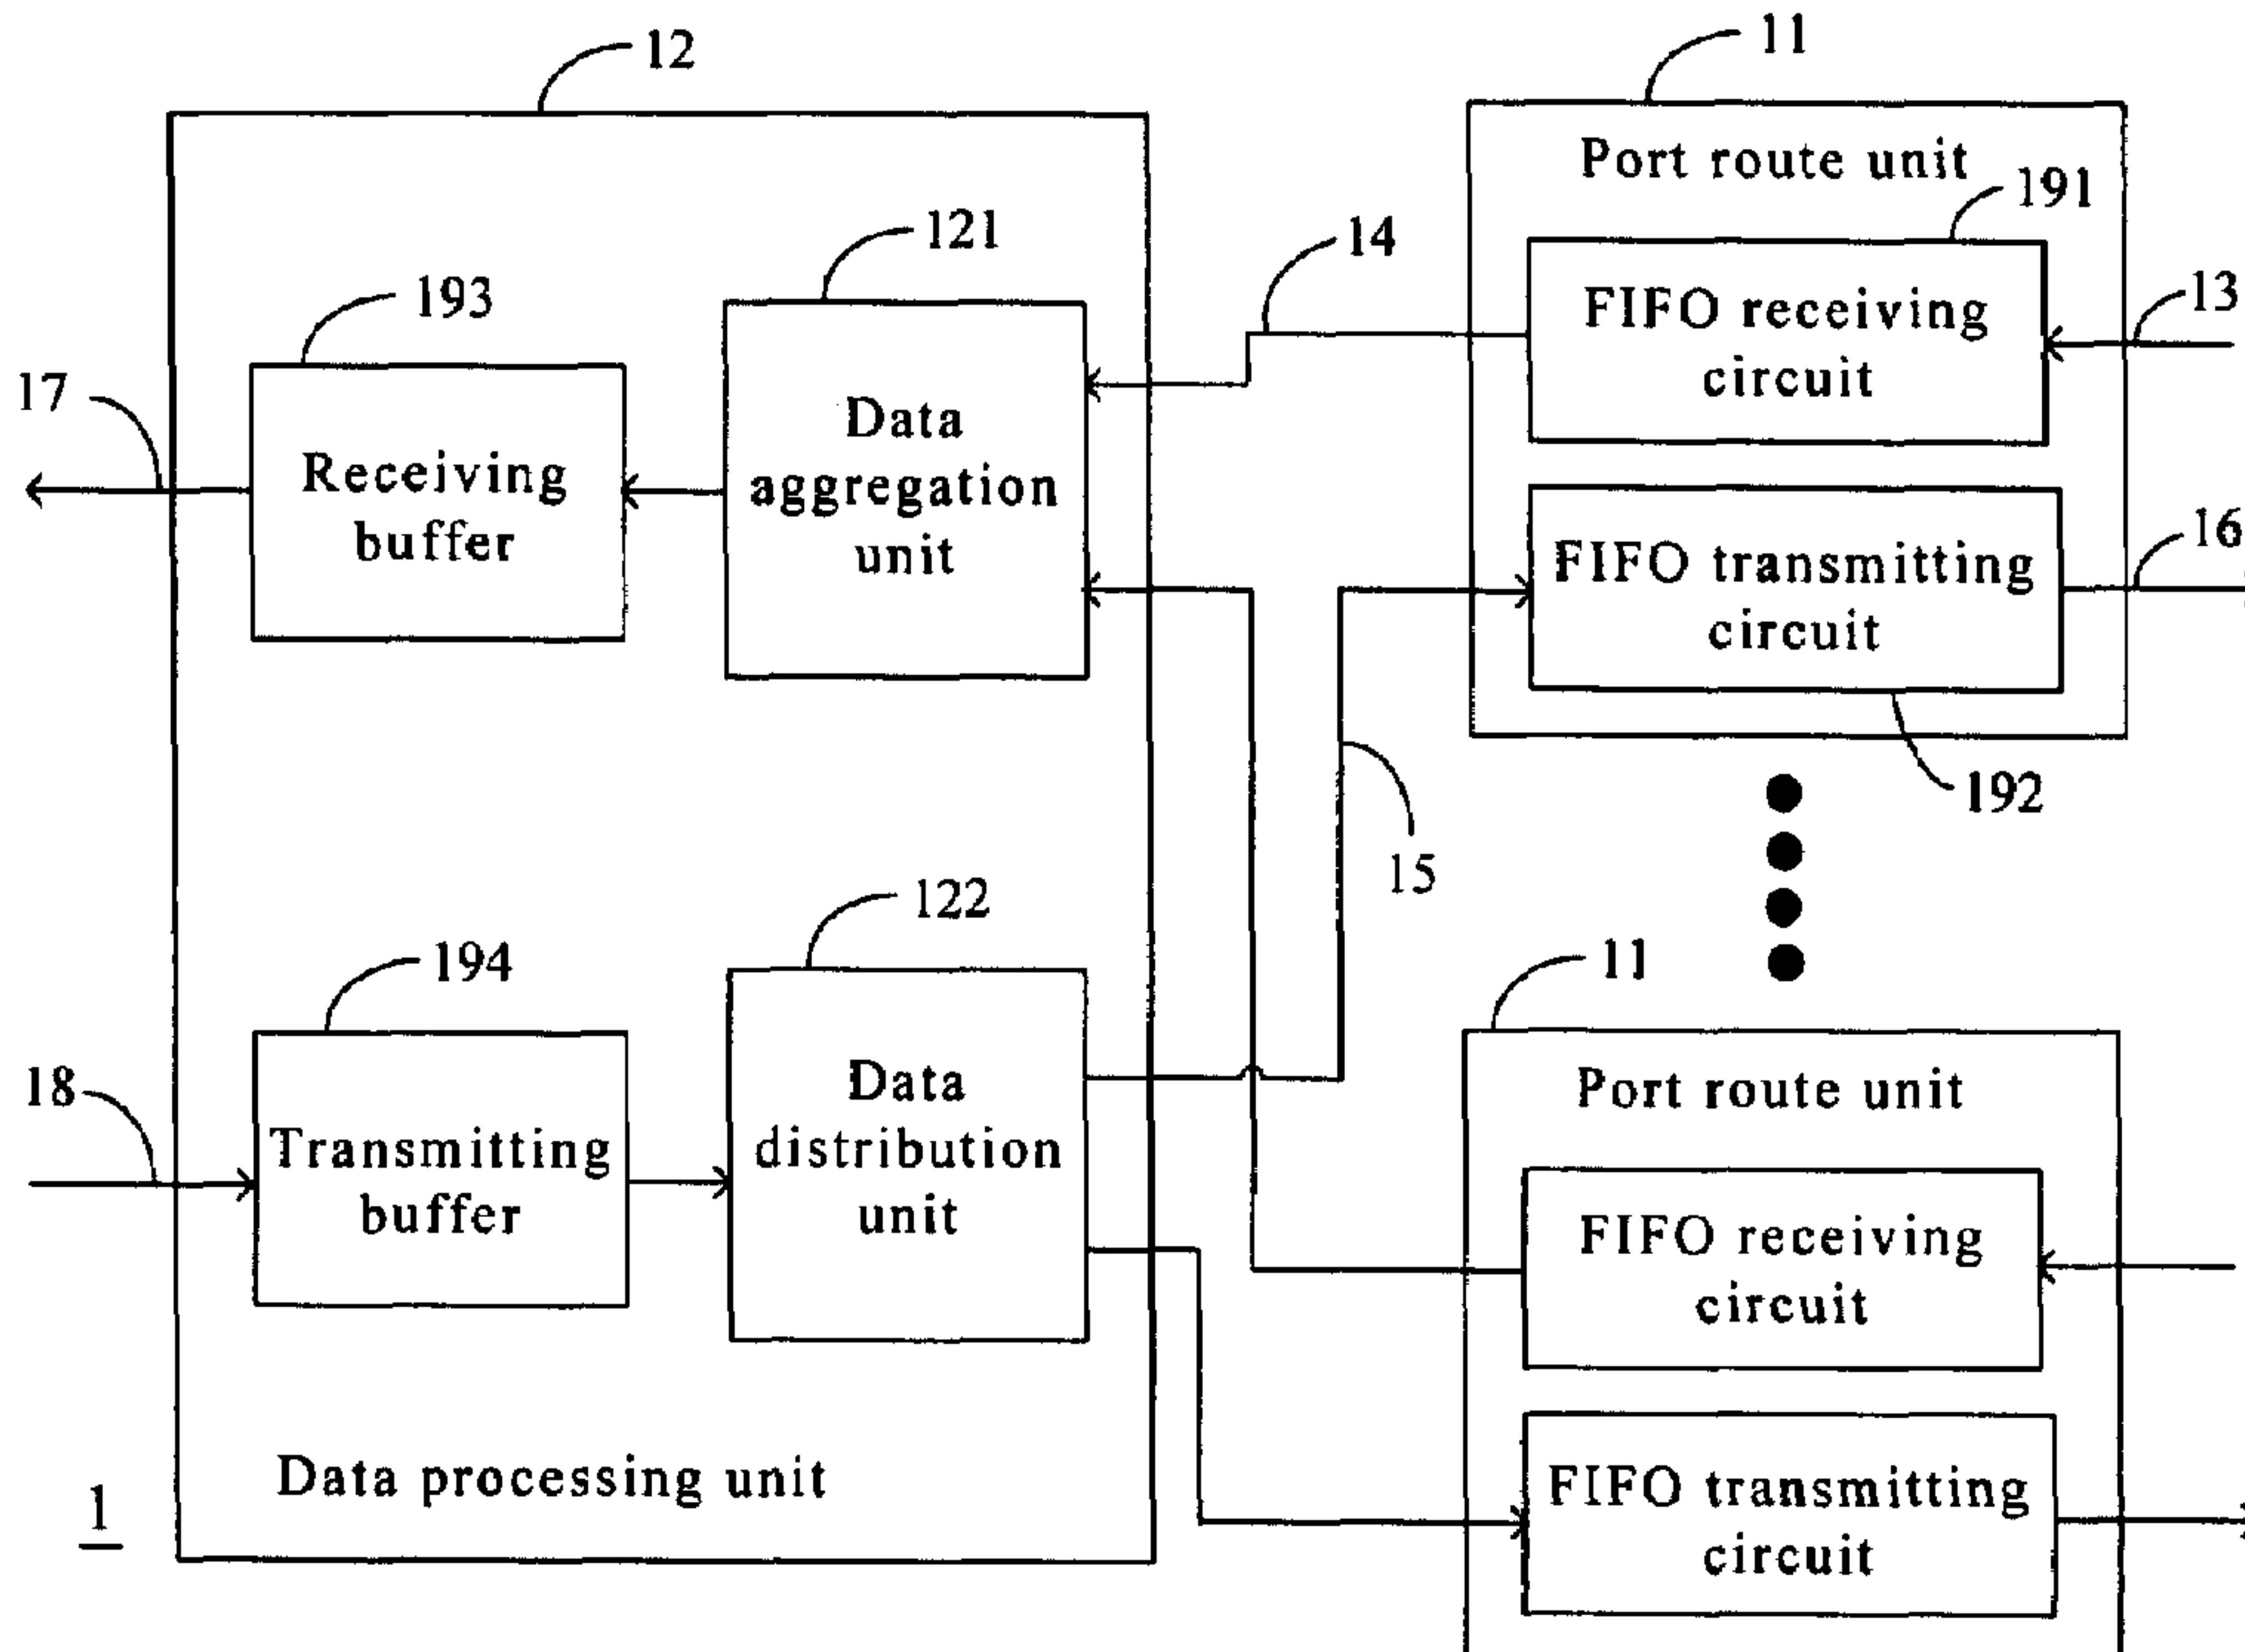 12
11
Port route unit
191
121
14
193
13
FIFO receiving
circuit
17
Data
aggregation
unit
Receiving
buffer
16
FIFO transmitting
circuit
192
15
122
194
11
18
Data
distribution
unit
Port route unit
Transmitting
buffer
FIFO receiving
circuit
Data processing unit
1
FIFO transmitting
circuit